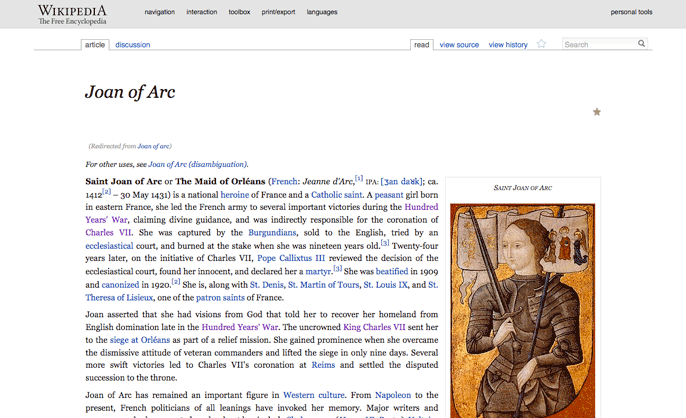 WIKIPEDIA
The Free Encyclopedia
navigation interaction toolbox print/export languages personal tools
article discussion read view source view history Search
Joan of Arc
(Redirected from Joan of arc)
For other uses, see Joan of Arc (disambiguation).
Saint Joan of Arc or The Maid of Orléans (French: Jeanne d'Arc,[1] IPA: [ʒan daʁk]; ca.
1412[2] – 30 May 1431) is a national heroine of France and a Catholic saint. A peasant girl born
in eastern France, she led the French army to several important victories during the Hundred
Years' War, claiming divine guidance, and was indirectly responsible for the coronation of
Charles VII. She was captured by the Burgundians, sold to the English, tried by an
ecclesiastical court, and burned at the stake when she was nineteen years old.[3] Twenty-four
years later, on the initiative of Charles VII, Pope Callixtus III reviewed the decision of the
ecclesiastical court, found her innocent, and declared her a martyr.[3] She was beatified in 1909
and canonized in 1920.[2] She is, along with St. Denis, St. Martin of Tours, St. Louis IX, and St.
Theresa of Lisieux, one of the patron saints of France.
SAINT JOAN OF ARC
Joan asserted that she had visions from God that told her to recover her homeland from
English domination late in the Hundred Years' War. The uncrowned King Charles VII sent her
to the siege at Orléans as part of a relief mission. She gained prominence when she overcame
the dismissive attitude of veteran commanders and lifted the siege in only nine days. Several
more swift victories led to Charles VII's coronation at Reims and settled the disputed
succession to the throne.
Joan of Arc has remained an important figure in Western culture. From Napoleon to the
present, French politicians of all leanings have invoked her memory. Major writers and